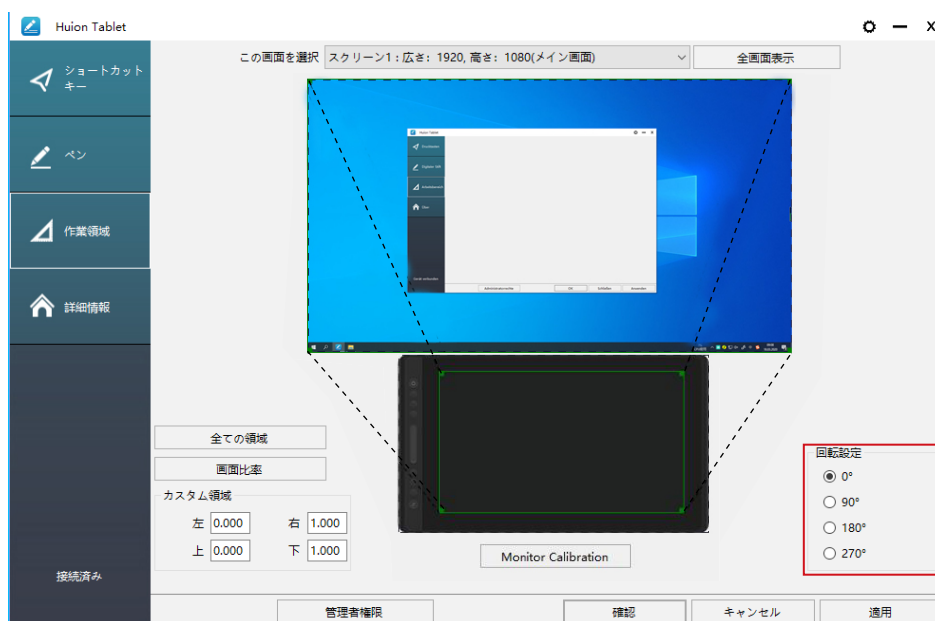 Huion Tablet
この画面を選択 スクリーン1 : 広さ: 1920, 高さ: 1080(メイン画面) 全画面表示
ショートカット
キー
ペン
作業領域
詳細情報
接続済み
Huion Tablet
全ての領域
画面比率
カスタム領域
左 0.000 右 1.000
上 0.000 下 1.000
Monitor Calibration
回転設定
0°
90°
180°
270°
管理者権限 確認 キャンセル 適用